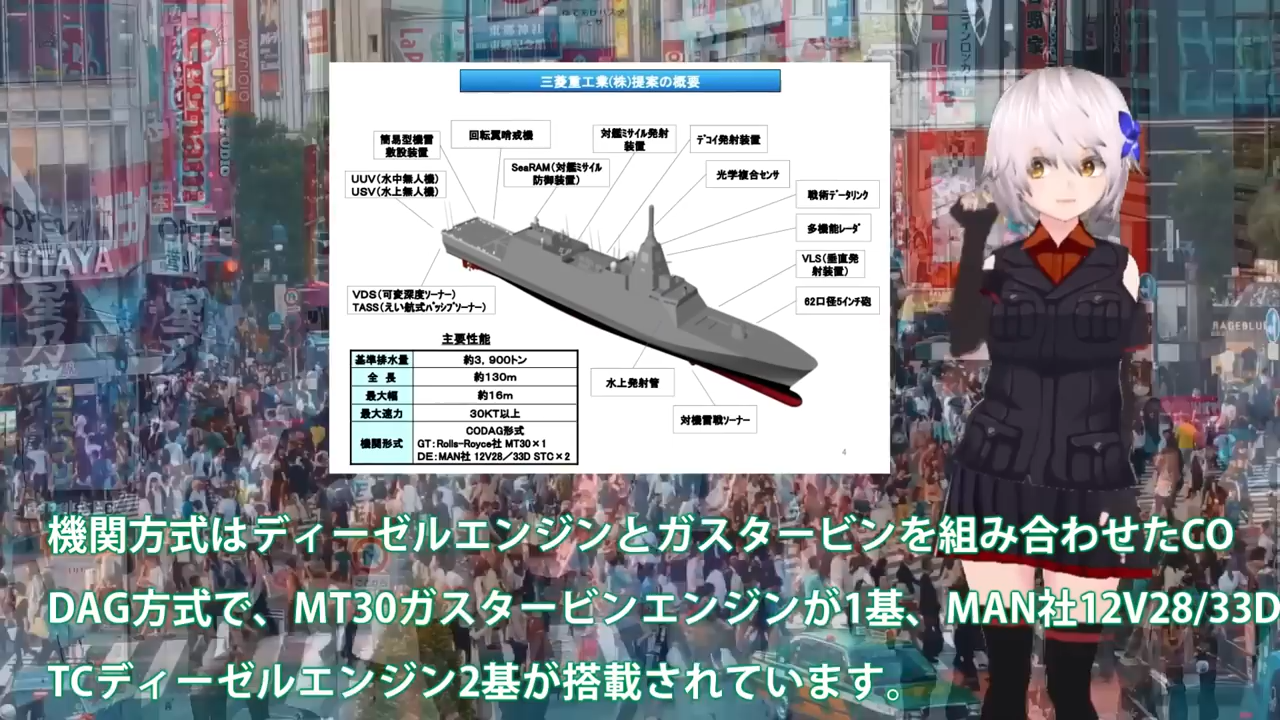 三菱重工業(株)提案の概要
簡易型機雷
敷設装置
回転翼哨戒機
対艦ミサイル発射
装置
デコイ発射装置
SeaRAM(対艦ミサイル
防御装置)
光学複合センサ
UUV(水中無人機)
USV(水上無人機)
戦術データリンク
多機能レーダ
VLS(垂直発
射装置)
62口径5インチ砲
VDS(可変深度ソーナー)
TASS(えい航式パッシブソーナー)
水上発射管
対機雷戦ソーナー
主要性能
基準排水量 約3,900トン
全 長 約130m
最大幅 約16m
最大速力 30KT以上
機関形式 CODAG形式
GT:Rolls-Royce社 MT30×1
DE:MAN社 12V28/33D STC×2
4
機関方式はディーゼルエンジンとガスタービンを組み合わせたCO
DAG方式で、MT30ガスタービンエンジンが1基、MAN社12V28/33D
TCディーゼルエンジン2基が搭載されています。